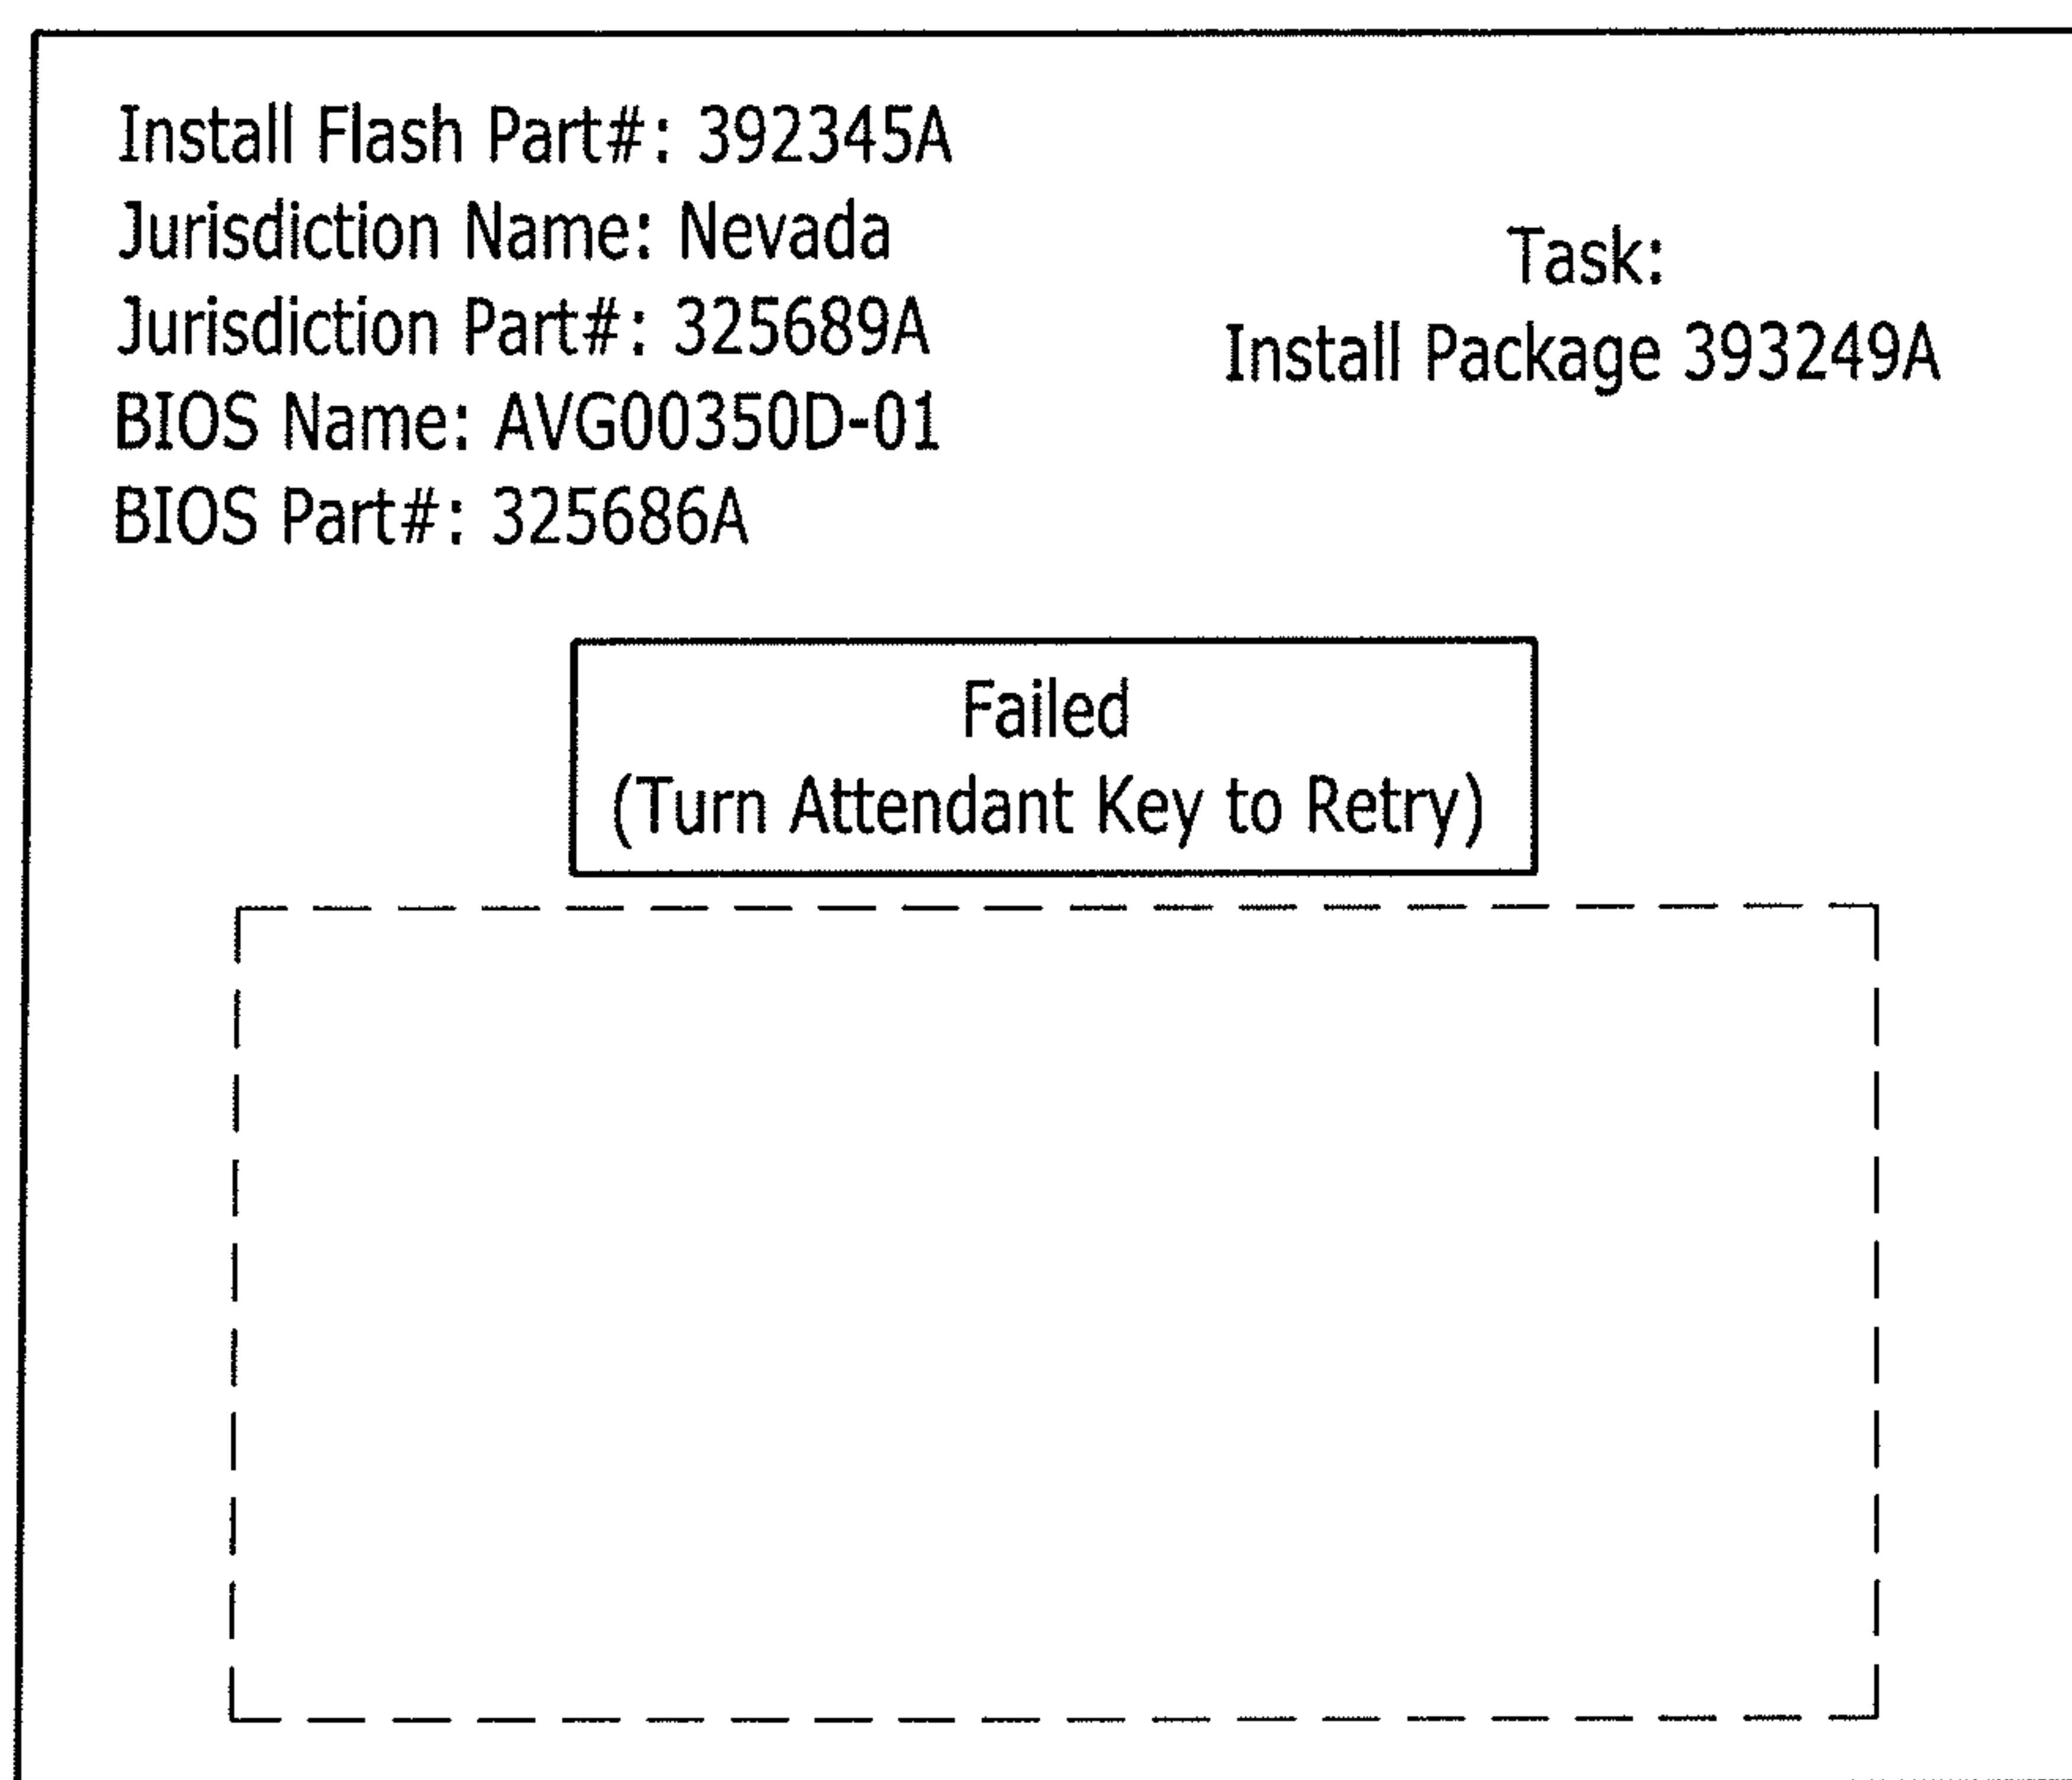 Install Flash Part#: 392345A
Jurisdiction Name: Nevada
Jurisdiction Part#: 325689A
BIOS Name: AVG00350D-01
BIOS Part#: 325686A
Task:
Install Package 393249A
Failed
(Turn Attendant Key to Retry)